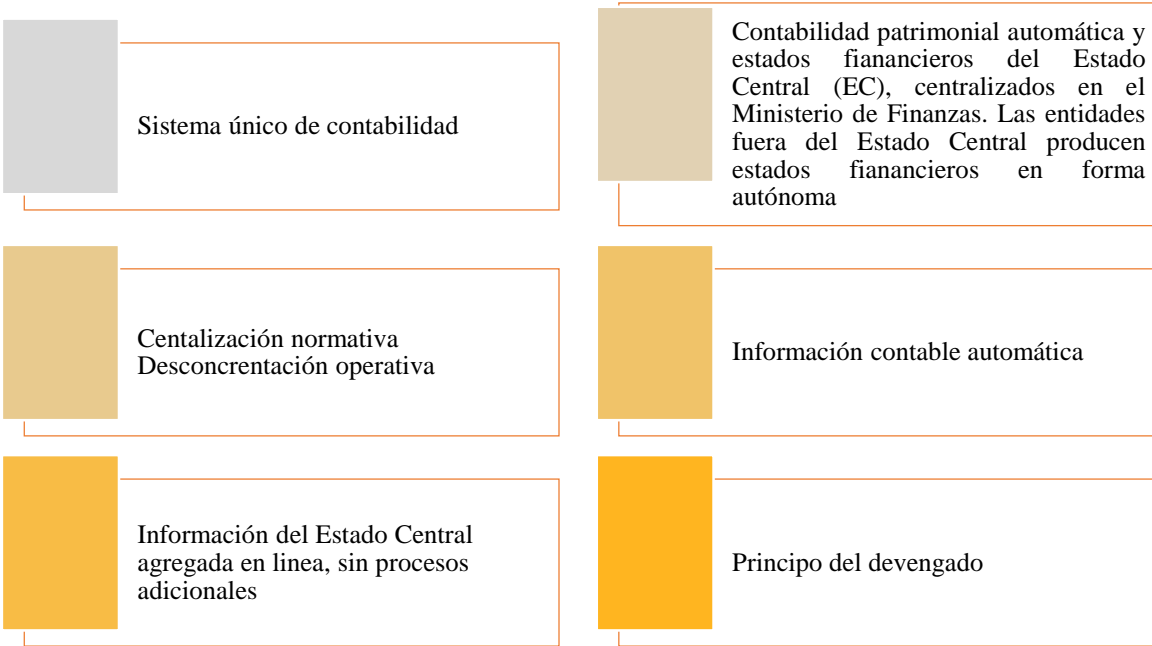 Sistema único de contabilidad
Contabilidad patrimonial automática y
estados fianancieros del Estado
Central (EC), centralizados en el
Ministerio de Finanzas. Las entidades
fuera del Estado Central producen
estados fianancieros en forma
autónoma
Centalización normativa
Desconcrentación operativa
Información contable automática
Información del Estado Central
agregada en linea, sin procesos
adicionales
Principo del devengado